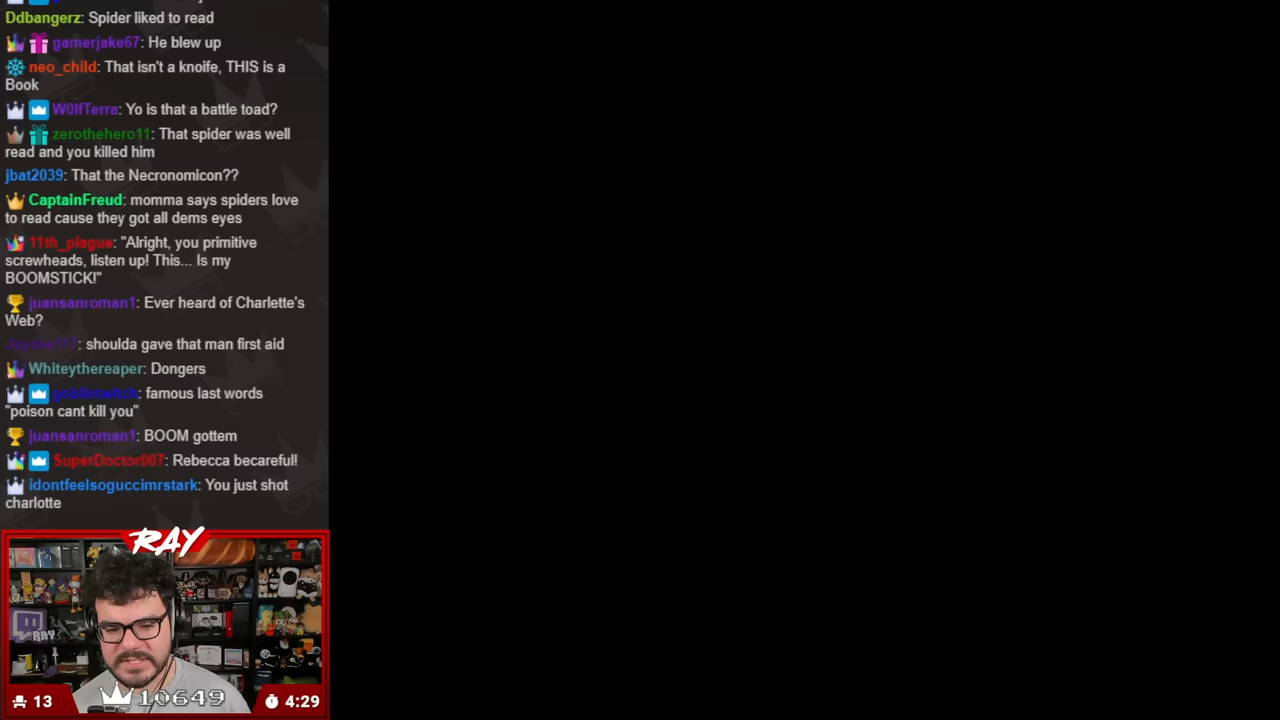 Ddbangerz: Spider liked to read
gamerjake67: He blew up
neo_child: That isn't a knoife, THIS is a
Book
W0lfTerra: Yo is that a battle toad?
zerothehero11: That spider was well
read and you killed him
jbat2039: That the Necronomicon??
CaptainFreud: momma says spiders love
to read cause they got all dems eyes
11th_plague: "Alright, you primitive
screwheads, listen up! This... Is my
BOOMSTICK!"
juansanroman1: Ever heard of Charlette's
Web?
: shoulda gave that man first aid
Whiteythereaper: Dongers
goblintwitch: famous last words
"poison cant kill you"
juansanroman1: BOOM gottem
SuperDoctor007: Rebecca becareful!
idontfeelsoguccimrstark: You just shot
charlotte
RAY
RAY
13
10649
4:29